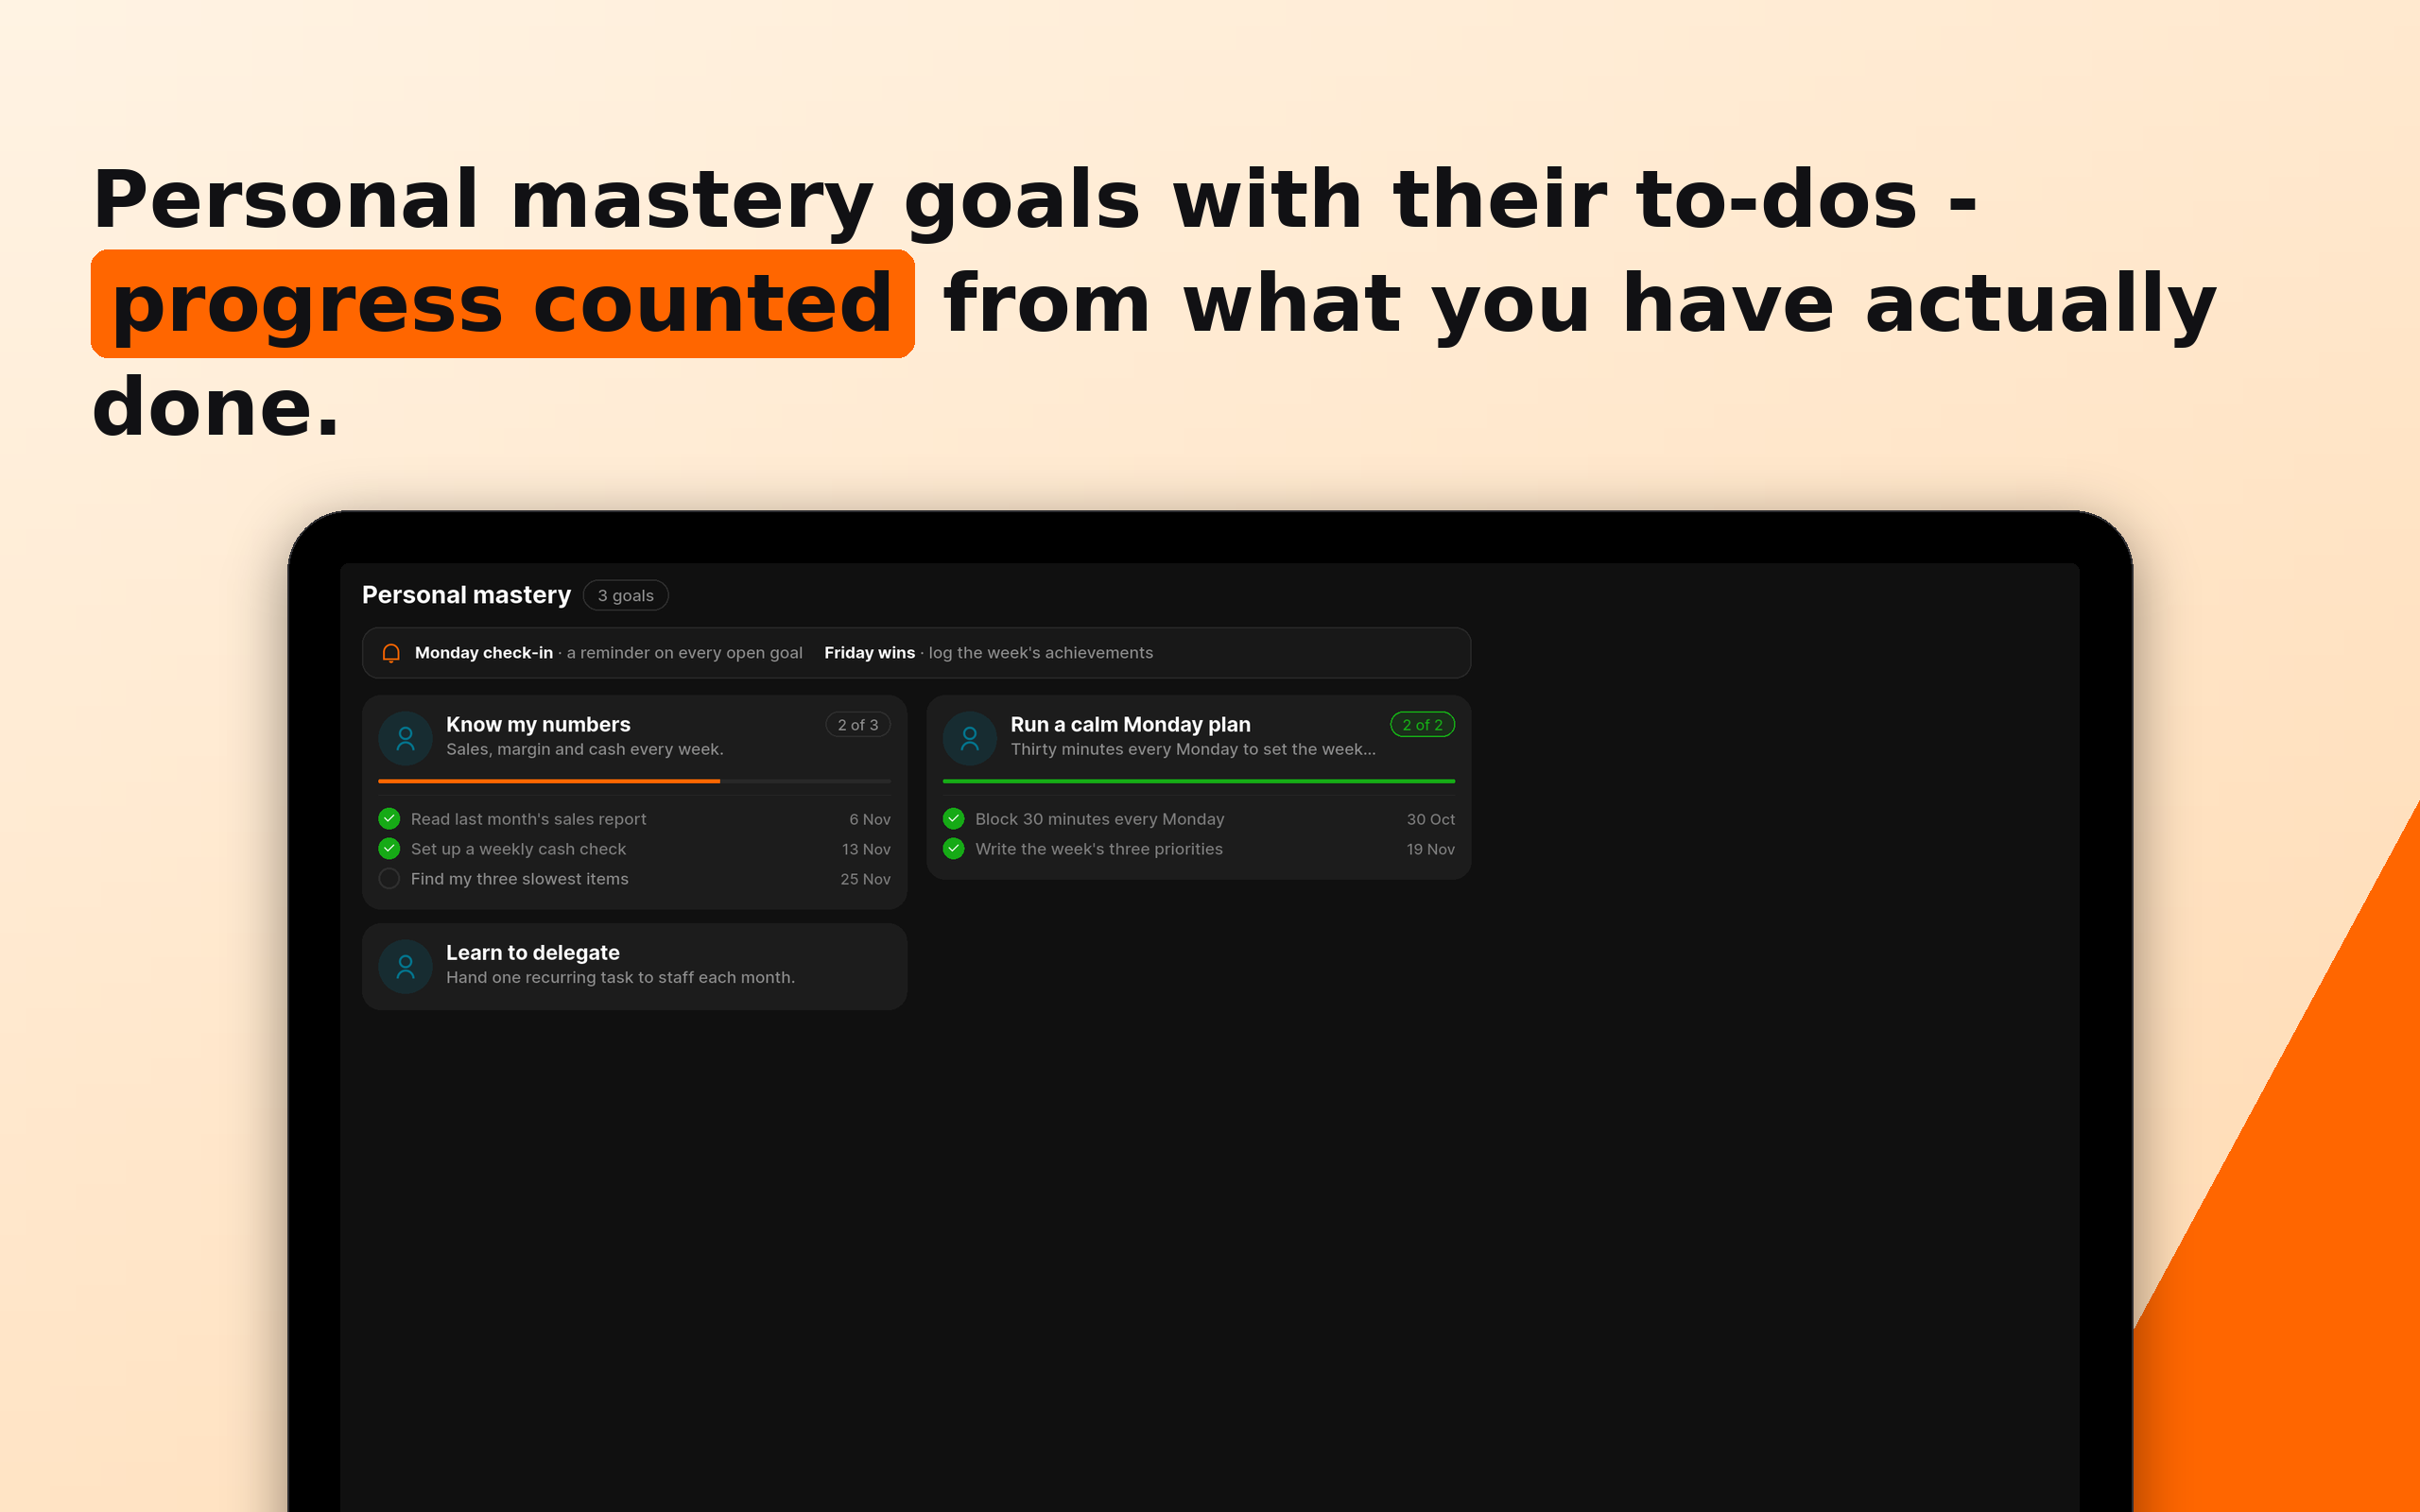 Personal mastery goals with their to-dos -
progress counted from what you have actually
done.
Personal mastery 3 goals
Monday check-in · a reminder on every open goal Friday wins · log the week's achievements
Know my numbers 2 of 3
Sales, margin and cash every week.
Read last month's sales report 6 Nov
Set up a weekly cash check 13 Nov
Find my three slowest items 25 Nov
Run a calm Monday plan 2 of 2
Thirty minutes every Monday to set the week...
Block 30 minutes every Monday 30 Oct
Write the week's three priorities 19 Nov
Learn to delegate
Hand one recurring task to staff each month.